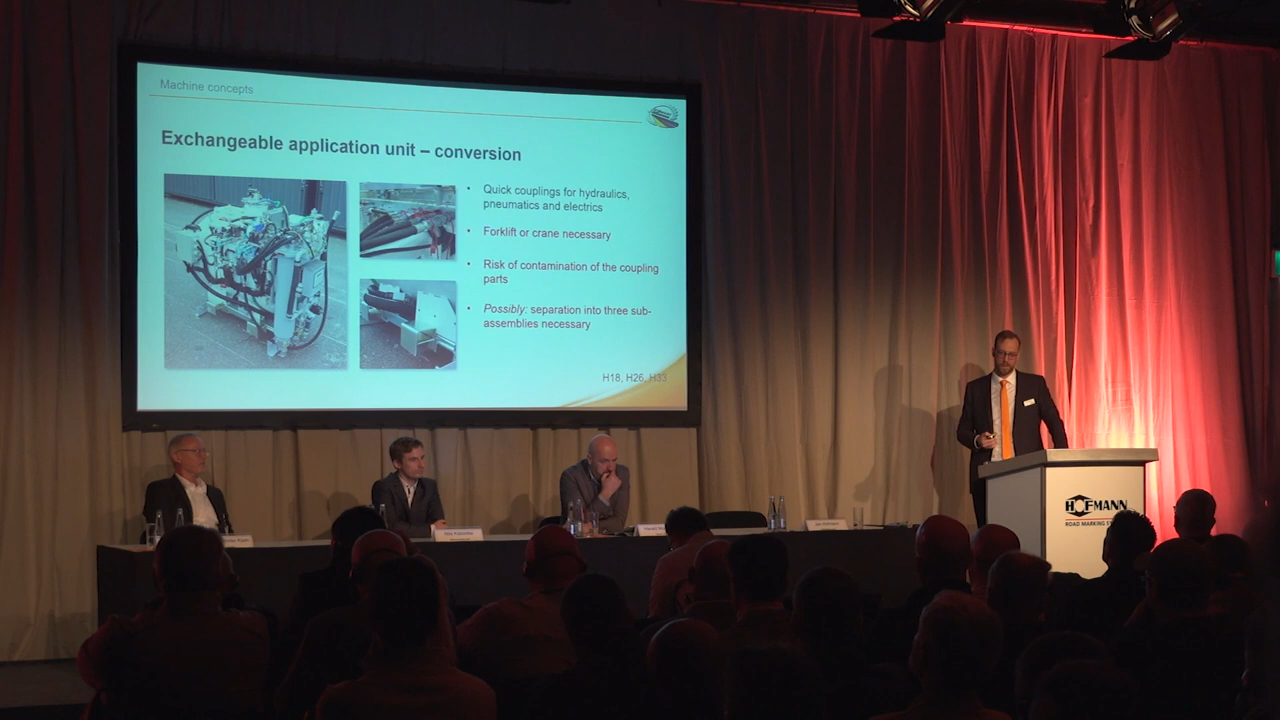 Machine concepts
Exchangeable application unit – conversion
• Quick couplings for hydraulics,
pneumatics and electrics
• Forklift or crane necessary
• Risk of contamination of the coupling
parts
• Possibly: separation into three sub-
assemblies necessary
H18, H26, H33
HOFMANN
ROAD MARKING